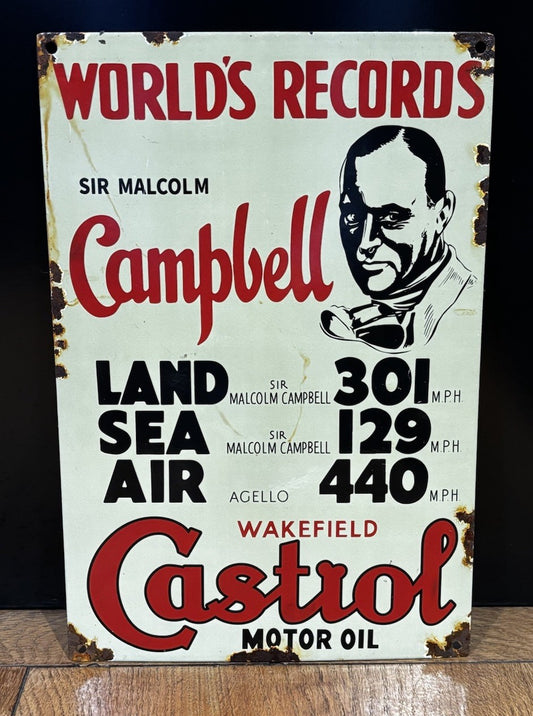 WORLD'S RECORDS
SIR MALCOLM
Campbell
LAND SIR MALCOLM CAMPBELL 301 M.P.H.
SEA SIR MALCOLM CAMPBELL 129 M.P.H.
AIR AGELLO 440 M.P.H.
WAKEFIELD
Castrol
MOTOR OIL